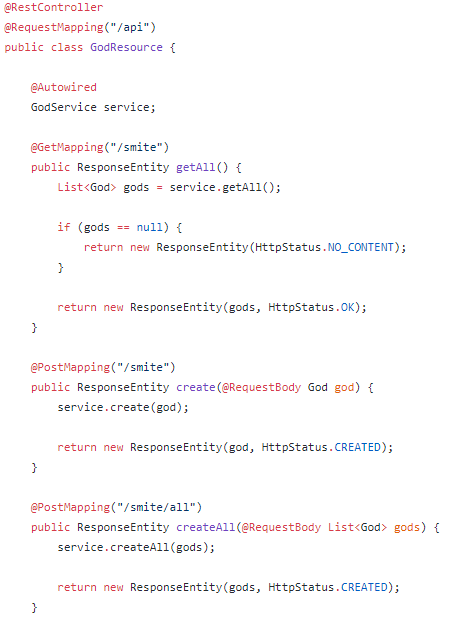 @RestController
@RequestMapping("/api")
public class GodResource {
@Autowired
GodService service;
@GetMapping("/smite")
public ResponseEntity getAll() {
List<God> gods = service.getAll();
if (gods == null) {
return new ResponseEntity(HttpStatus.NO_CONTENT);
}
return new ResponseEntity(gods, HttpStatus.OK);
}
@PostMapping("/smite")
public ResponseEntity create(@RequestBody God god) {
service.create(god);
return new ResponseEntity(god, HttpStatus.CREATED);
}
@PostMapping("/smite/all")
public ResponseEntity createAll(@RequestBody List<God> gods) {
service.createAll(gods);
return new ResponseEntity(gods, HttpStatus.CREATED);
}